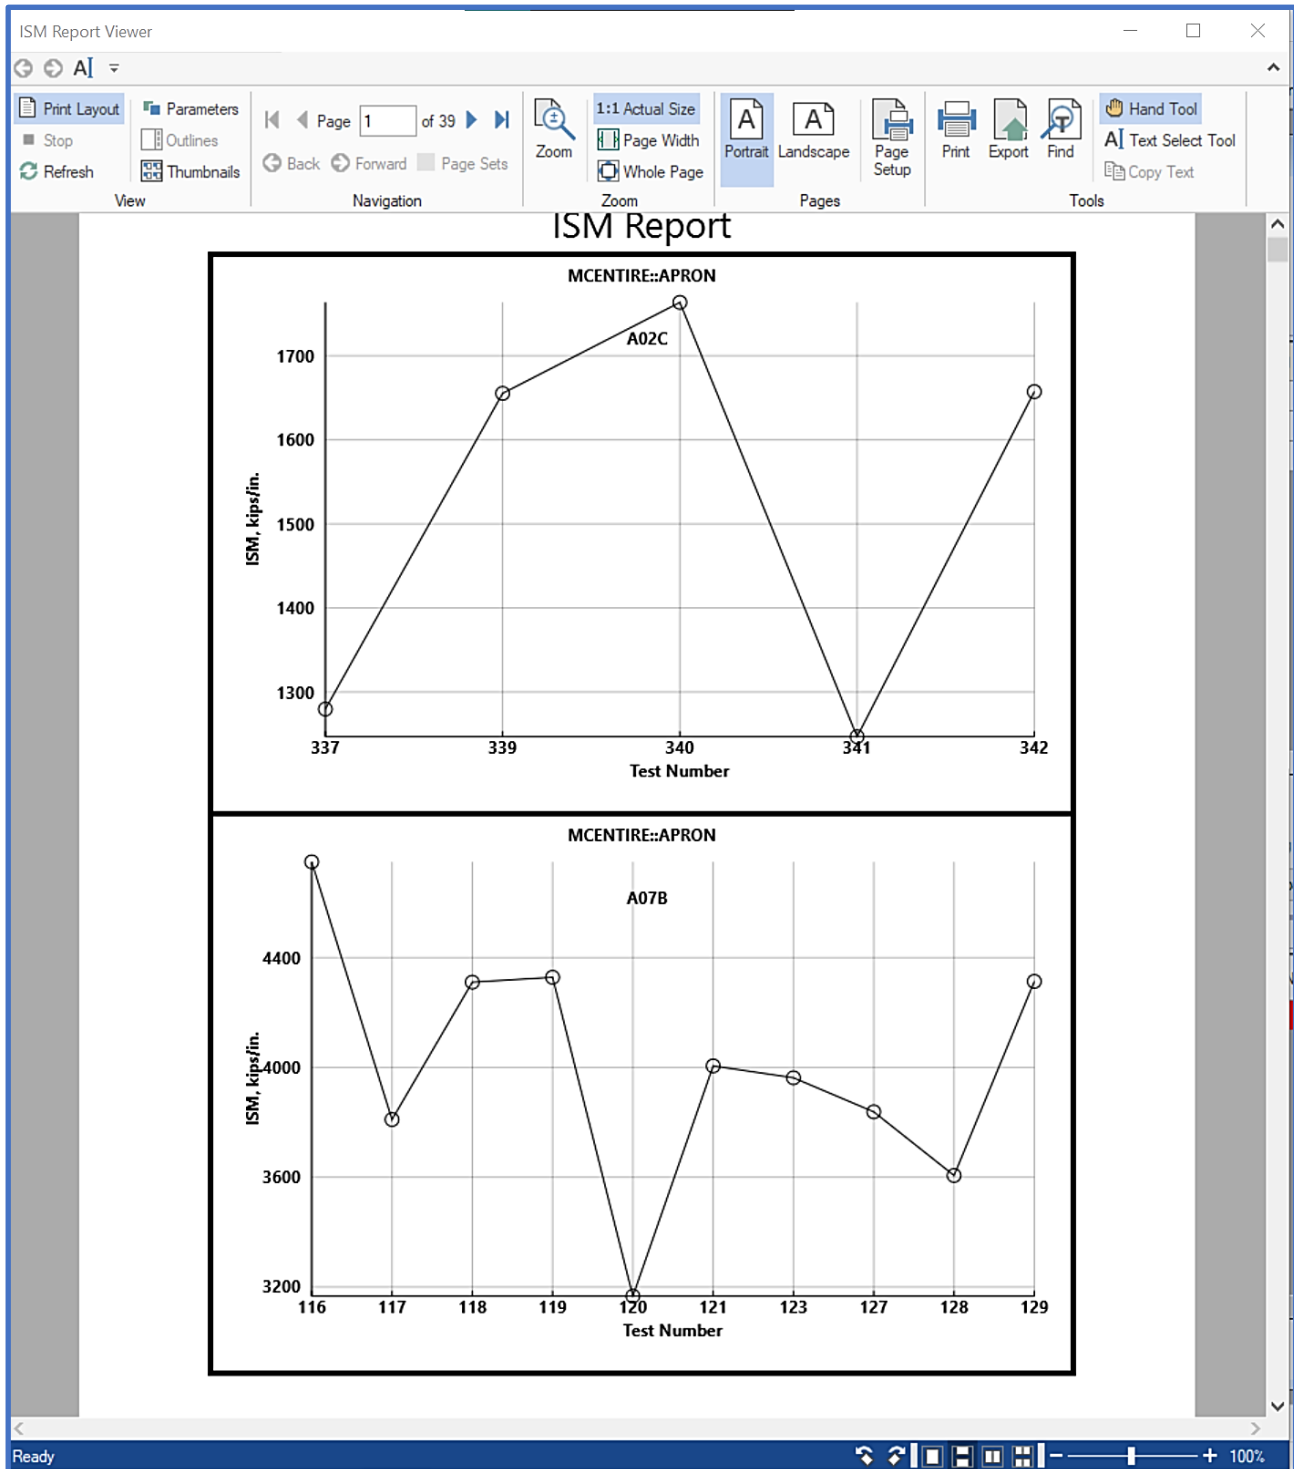 ISM Report Viewer
AI
Print Layout
Stop
Refresh
Parameters
Outlines
Thumbnails
View
Page 1 of 39
Back Forward Page Sets
Navigation
Zoom
1:1 Actual Size
Page Width
Whole Page
Zoom
A A
Portrait Landscape
Page Setup
Pages
Print Export Find
Hand Tool
AI Text Select Tool
Copy Text
Tools
ISM Report
MCENTIRE::APRON
A02C
1700
1600
1500
1400
1300
ISM, kips/in.
337 339 340 341 342
Test Number
MCENTIRE::APRON
A07B
4400
4000
3600
3200
ISM, kips/in.
116 117 118 119 120 121 123 127 128 129
Test Number
Ready
100%